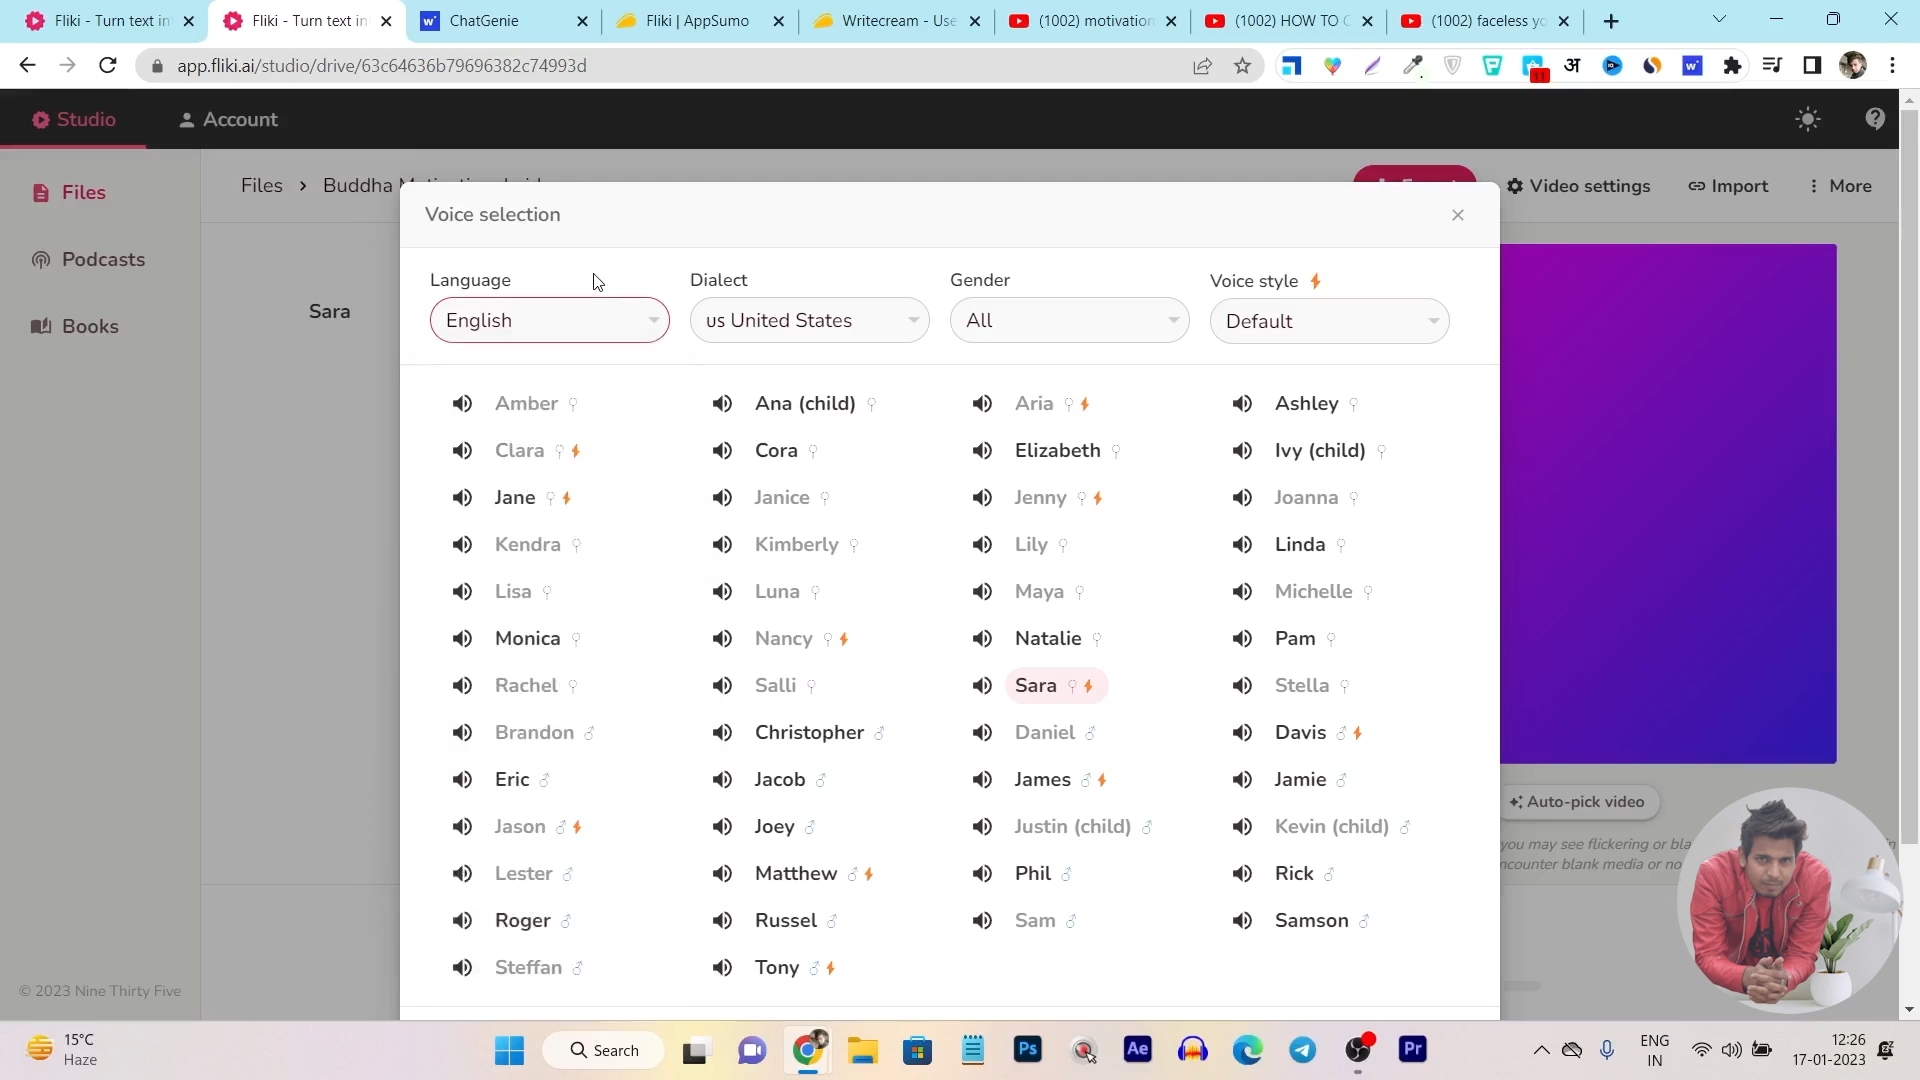 Fliki - Turn text in
Fliki - Turn text in
ChatGenie
Fliki | AppSumo
Writecream - Use
(1002) motivation
(1002) HOW TO C
(1002) faceless yo
app.fliki.ai/studio/drive/63c64636b79696382c74993d
11
Studio
Account
Files
Podcasts
Books
Files › Buddha
Video settings
Import
More
Sara
Voice selection
Language
Dialect
Gender
Voice style
English
us United States
All
Default
Amber
Ana (child)
Aria
Ashley
Clara
Cora
Elizabeth
Ivy (child)
Jane
Janice
Jenny
Joanna
Kendra
Kimberly
Lily
Linda
Lisa
Luna
Maya
Michelle
Monica
Nancy
Natalie
Pam
Rachel
Salli
Sara
Stella
Brandon
Christopher
Daniel
Davis
Eric
Jacob
James
Jamie
Jason
Joey
Justin (child)
Kevin (child)
Lester
Matthew
Phil
Rick
Roger
Russel
Sam
Samson
Steffan
Tony
Auto-pick video
you may see flickering or bla
ncounter blank media or no
© 2023 Nine Thirty Five
15°C
Haze
Search
Ps
Ae
Pr
ENG
IN
12:26
17-01-2023